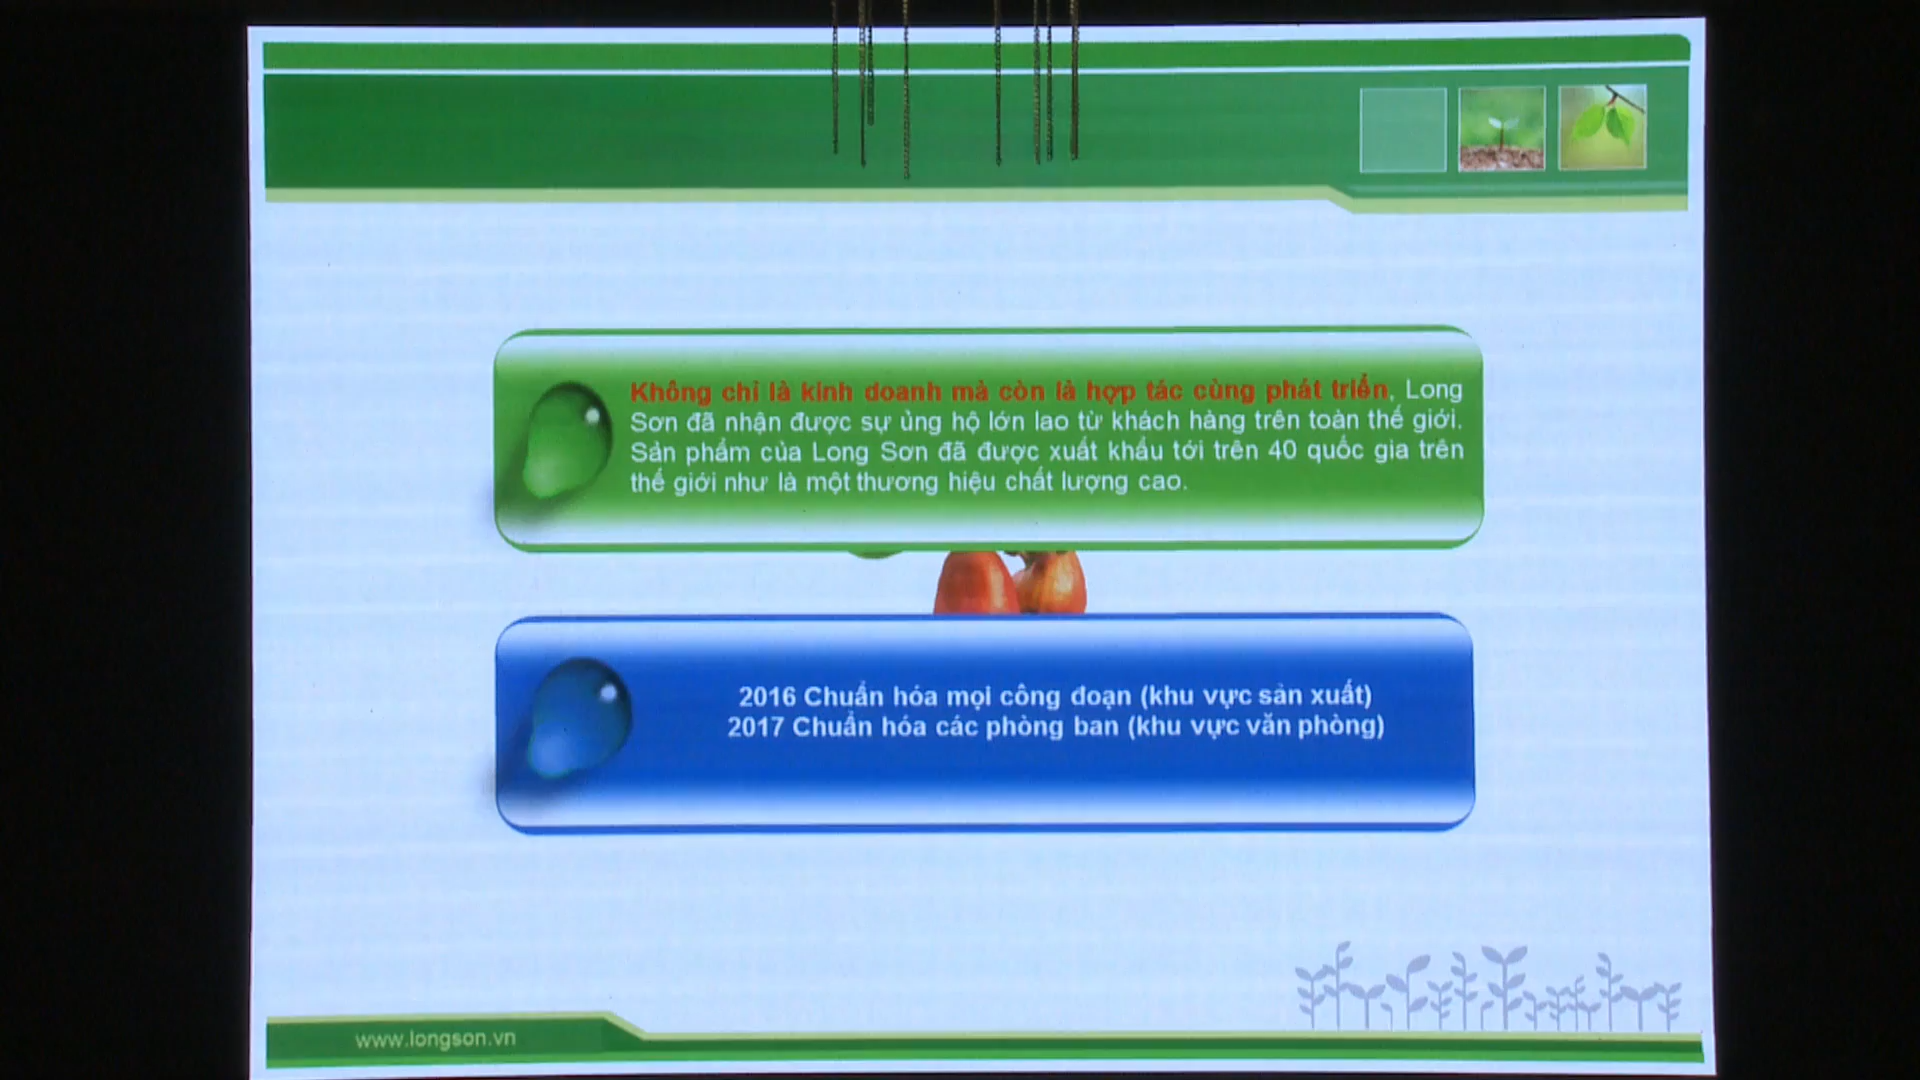 Không chỉ là kinh doanh mà còn là hợp tác cùng phát triển, Long
Sơn đã nhận được sự ủng hộ lớn lao từ khách hàng trên toàn thế giới.
Sản phẩm của Long Sơn đã được xuất khẩu tới trên 40 quốc gia trên
thế giới như là một thương hiệu chất lượng cao.
2016 Chuẩn hóa mọi công đoạn (khu vực sản xuất)
2017 Chuẩn hóa các phòng ban (khu vực văn phòng)
www.longson.vn